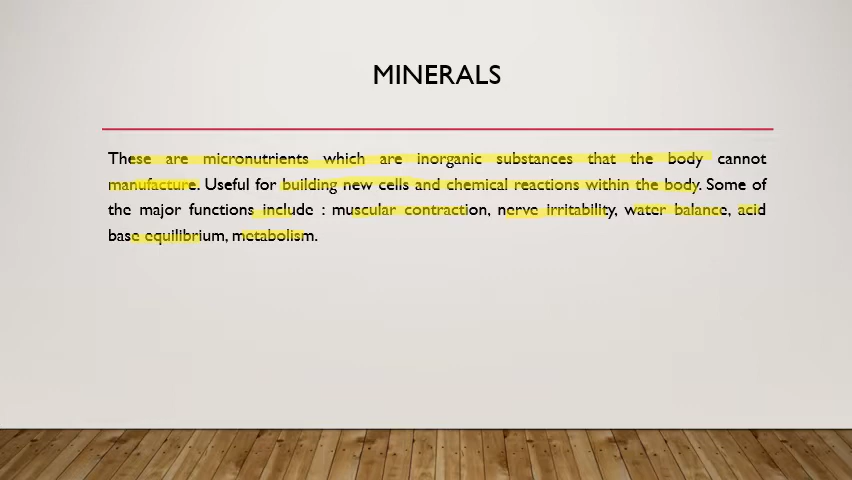 MINERALS
These are micronutrients which are inorganic substances that the body cannot
manufacture. Useful for building new cells and chemical reactions within the body. Some of
the major functions include : muscular contraction, nerve irritability, water balance, acid
base equilibrium, metabolism.